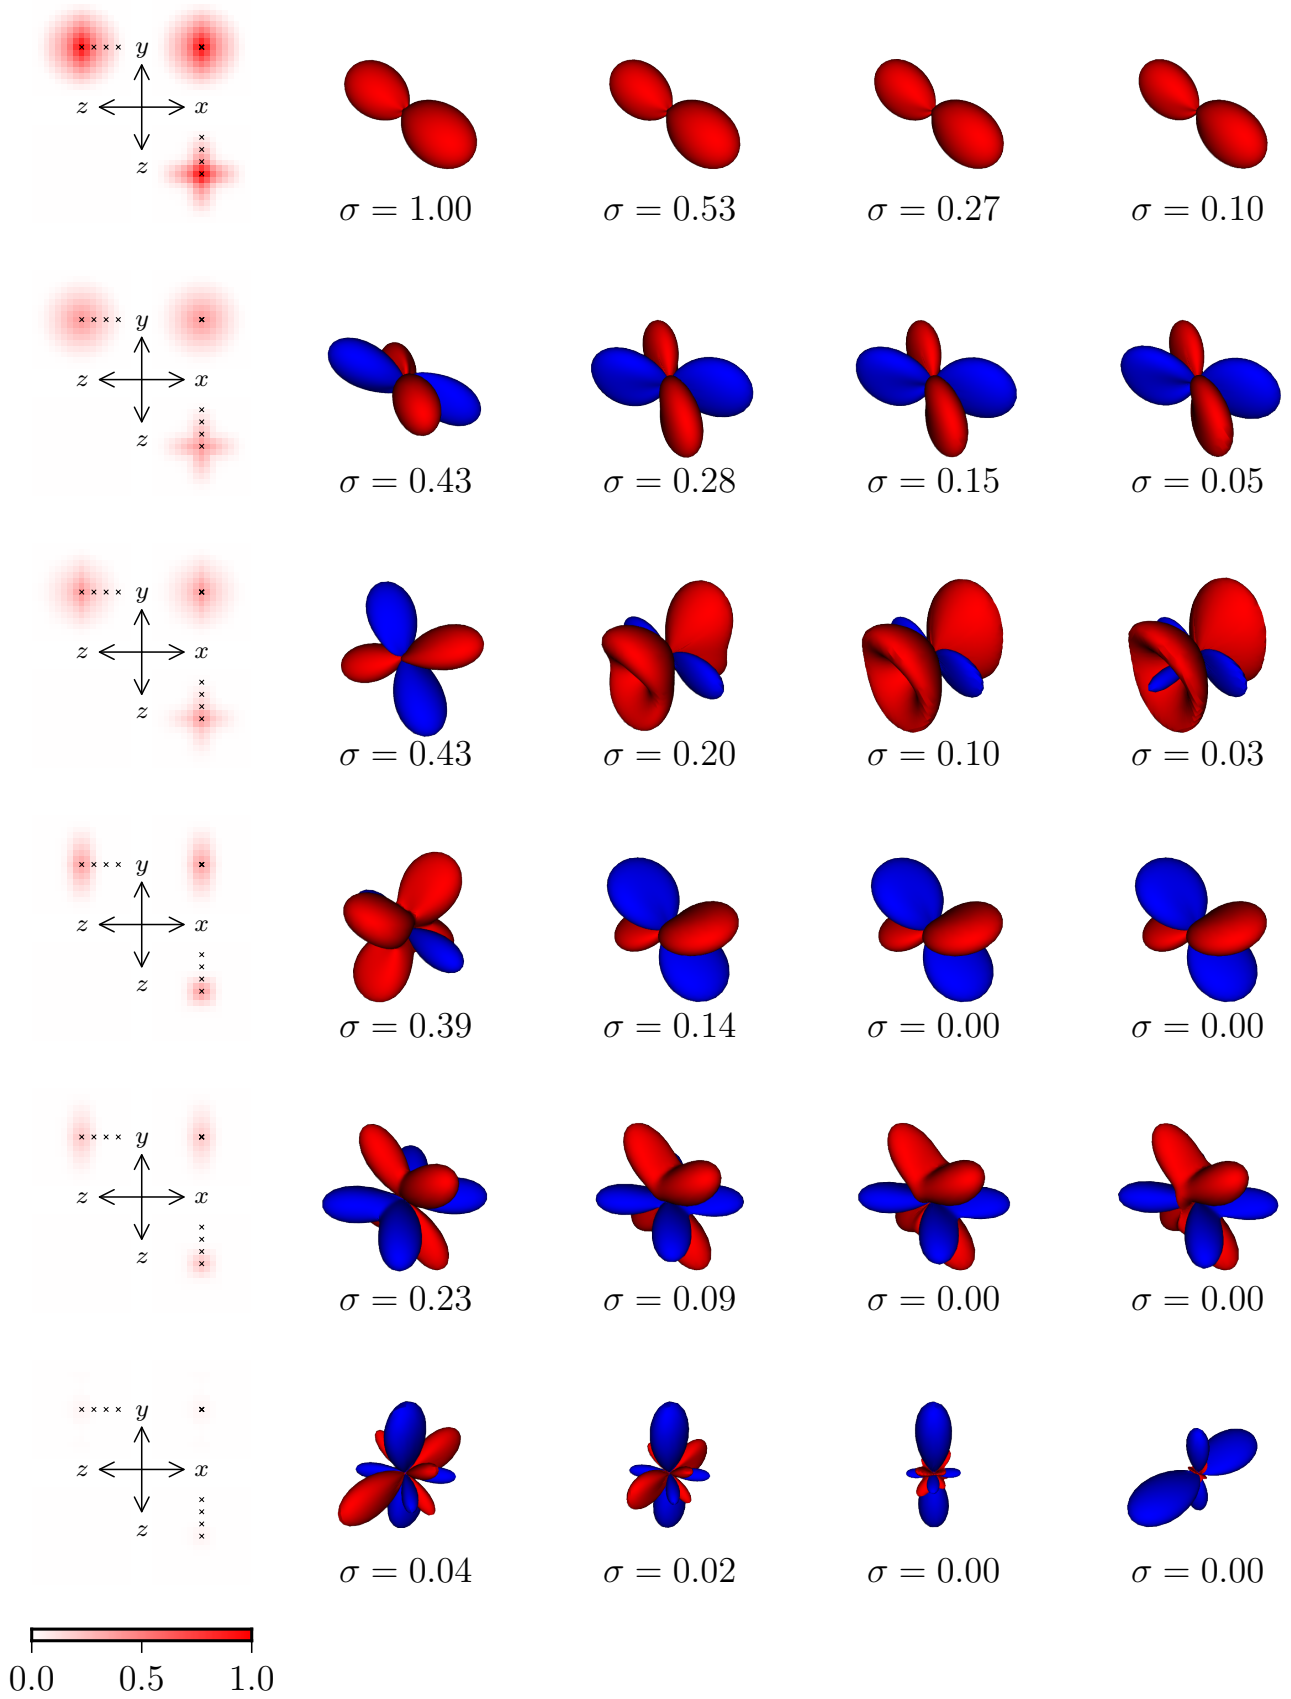 y
z x
z
σ = 1.00 σ = 0.53 σ = 0.27 σ = 0.10
y
z x
z
σ = 0.43 σ = 0.28 σ = 0.15 σ = 0.05
y
z x
z
σ = 0.43 σ = 0.20 σ = 0.10 σ = 0.03
y
z x
z
σ = 0.39 σ = 0.14 σ = 0.00 σ = 0.00
y
z x
z
σ = 0.23 σ = 0.09 σ = 0.00 σ = 0.00
y
z x
z
σ = 0.04 σ = 0.02 σ = 0.00 σ = 0.00
0.0 0.5 1.0